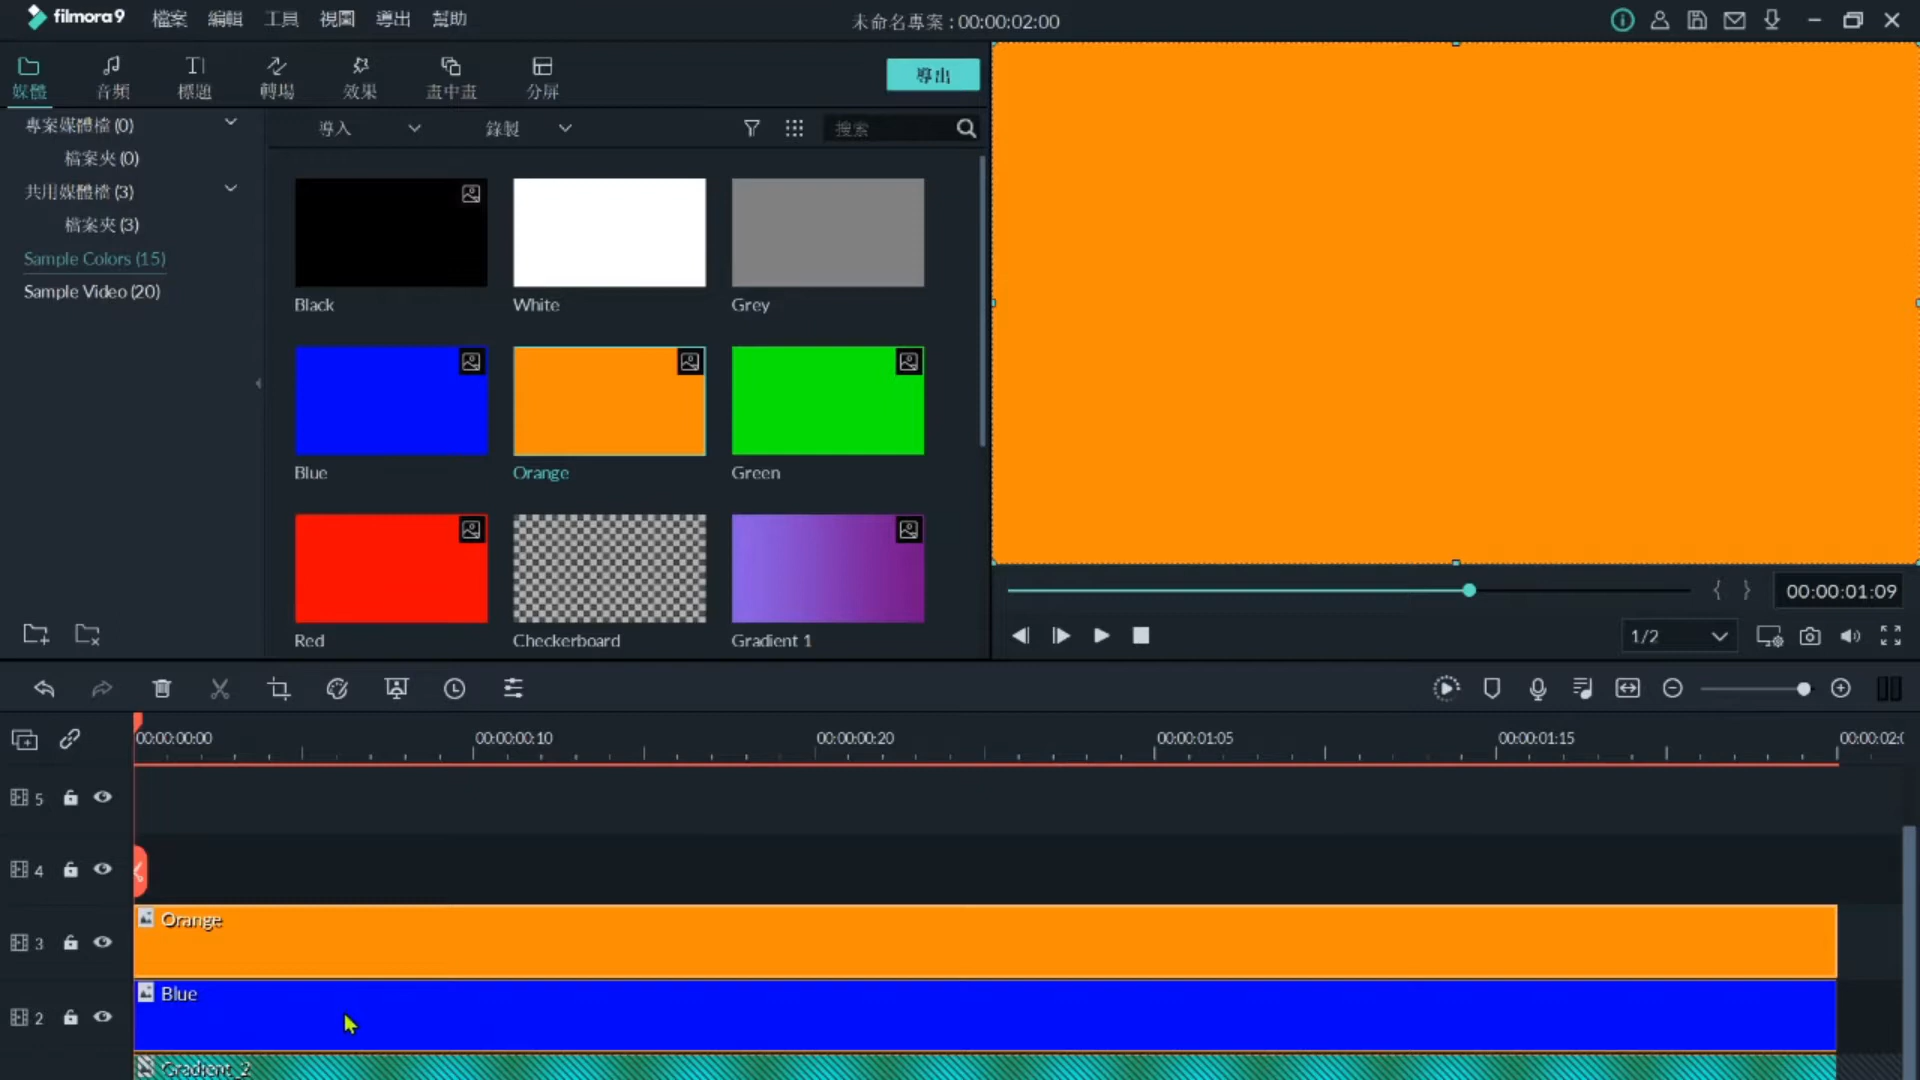 filmora9 檔案 編輯 工具 視圖 導出 幫助
未命名專案 : 00:00:02:00
媒體 音頻 標題 轉場 效果 畫中畫 分屏
導出
專案媒體檔 (0)
檔案夾 (0)
共用媒體檔 (3)
檔案夾 (3)
Sample Colors (15)
Sample Video (20)
導入 錄製 搜索
Black White Grey
Blue Orange Green
Red Checkerboard Gradient 1
00:00:01:09
1/2
00:00:00:00 00:00:00:10 00:00:00:20 00:00:01:05 00:00:01:15 00:00:02:0
5
4
Orange
3
Blue
2
Gradient_2